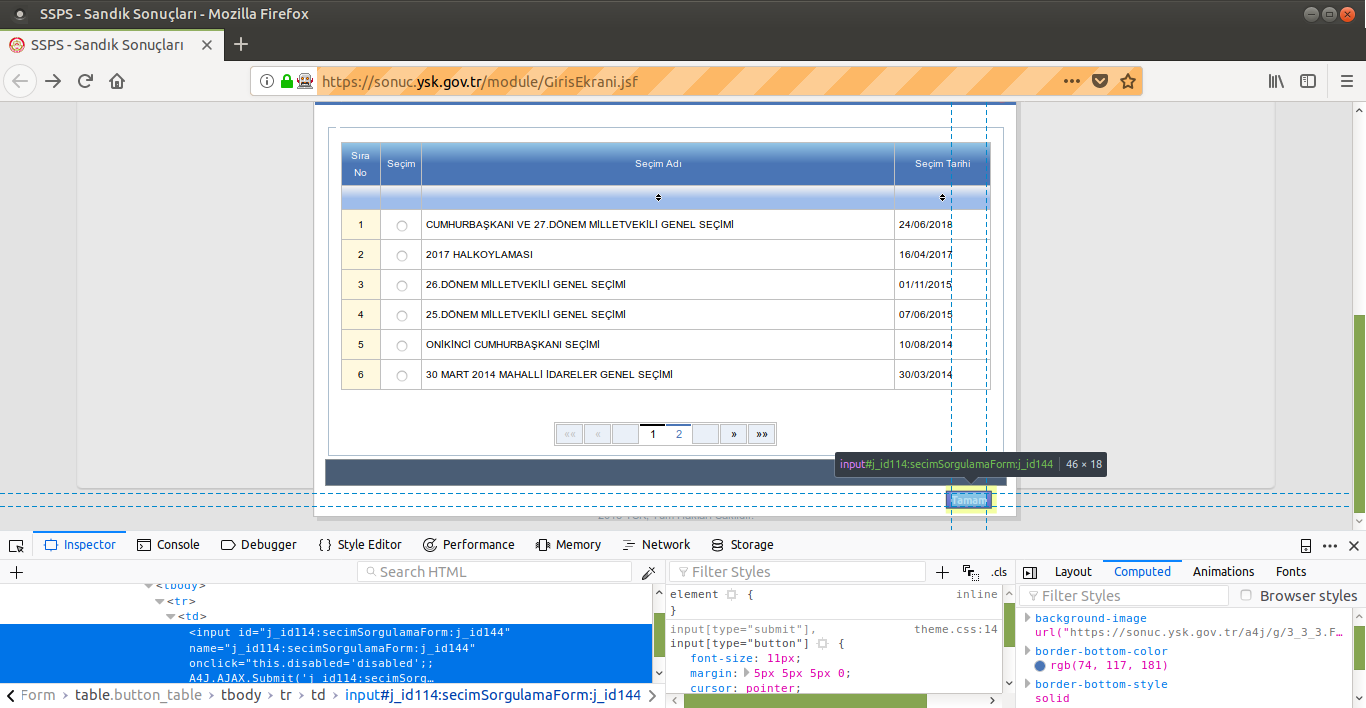 SSPS - Sandık Sonuçları - Mozilla Firefox
SSPS - Sandık Sonuçları
https://sonuc.ysk.gov.tr/module/GirisEkrani.jsf
Sıra No Seçim Seçim Adı Seçim Tarihi
1 CUMHURBAŞKANI VE 27.DÖNEM MİLLETVEKİLİ GENEL SEÇİMİ 24/06/2018
2 2017 HALKOYLAMASI 16/04/2017
3 26.DÖNEM MİLLETVEKİLİ GENEL SEÇİMİ 01/11/2015
4 25.DÖNEM MİLLETVEKİLİ GENEL SEÇİMİ 07/06/2015
5 ONİKİNCİ CUMHURBAŞKANI SEÇİMİ 10/08/2014
6 30 MART 2014 MAHALLİ İDARELER GENEL SEÇİMİ 30/03/2014
«« « 1 2 » »»
input#j_id114:secimSorgulamaForm:j_id144 46 × 18
Tamam
Inspector Console Debugger { } Style Editor Performance Memory Network Storage
+ Search HTML Filter Styles + .cls Layout Computed Animations Fonts
Filter Styles Browser styles
<tbody>
<tr>
<td>
<input id="j_id114:secimSorgulamaForm:j_id144"
name="j_id114:secimSorgulamaForm:j_id144"
onclick="this.disabled='disabled';;
A4J.AJAX.Submit('j_id114:secimSorg…
element { inline
}
input[type="submit"], theme.css:14
input[type="button"] {
font-size: 11px;
margin: 5px 5px 5px 0;
cursor: pointer;
background-image
url("https://sonuc.ysk.gov.tr/a4j/g/3_3_3.F…
border-bottom-color
rgb(74, 117, 181)
border-bottom-style
solid
Form > table.button_table > tbody > tr > td > input#j_id114:secimSorgulamaForm:j_id144